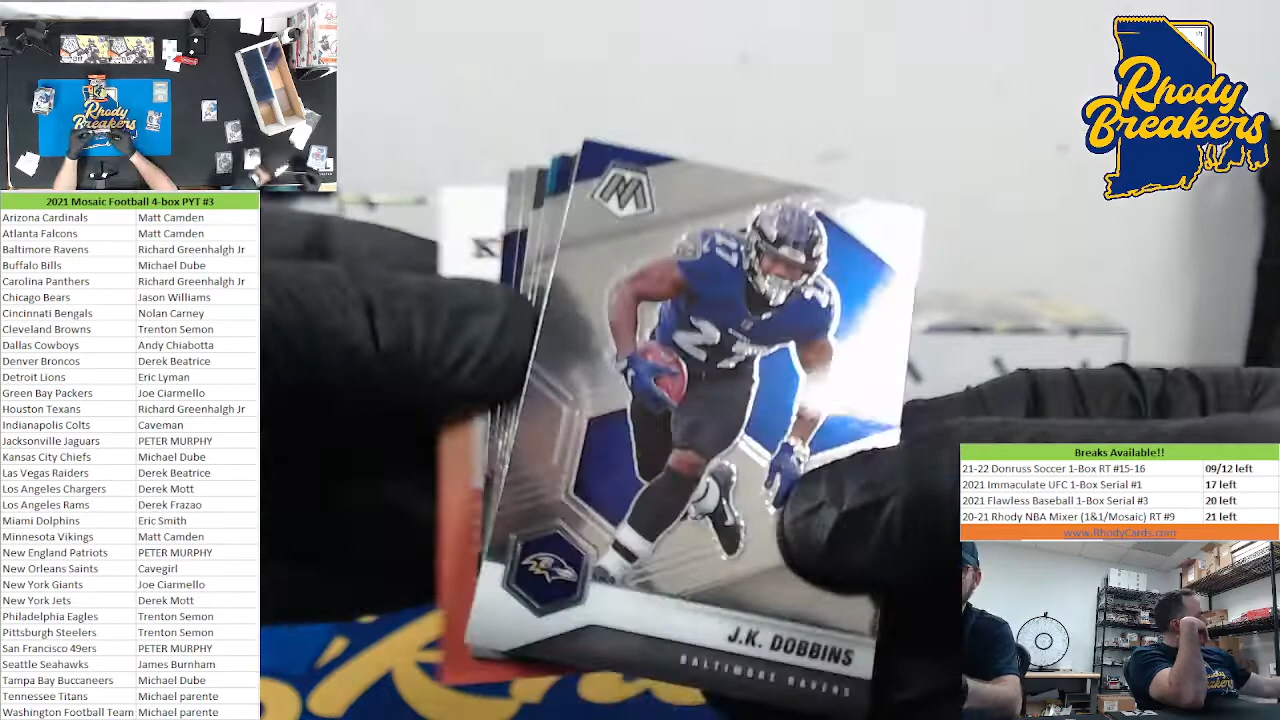 Rhody
Breakers
Rhody
Breakers
2021 Mosaic Football 4-box PYT #3
Arizona Cardinals Matt Camden
Atlanta Falcons Matt Camden
Baltimore Ravens Richard Greenhalgh Jr
Buffalo Bills Michael Dube
Carolina Panthers Richard Greenhalgh Jr
Chicago Bears Jason Williams
Cincinnati Bengals Nolan Carney
Cleveland Browns Trenton Semon
Dallas Cowboys Andy Chiabotta
Denver Broncos Derek Beatrice
Detroit Lions Eric Lyman
Green Bay Packers Joe Ciarmello
Houston Texans Richard Greenhalgh Jr
Indianapolis Colts Caveman
Jacksonville Jaguars PETER MURPHY
Kansas City Chiefs Michael Dube
Las Vegas Raiders Derek Beatrice
Los Angeles Chargers Derek Mott
Los Angeles Rams Derek Frazao
Miami Dolphins Eric Smith
Minnesota Vikings Matt Camden
New England Patriots PETER MURPHY
New Orleans Saints Cavegirl
New York Giants Joe Ciarmello
New York Jets Derek Mott
Philadelphia Eagles Trenton Semon
Pittsburgh Steelers Trenton Semon
San Francisco 49ers PETER MURPHY
Seattle Seahawks James Burnham
Tampa Bay Buccaneers Michael Dube
Tennessee Titans Michael parente
Washington Football Team Michael parente
M
27
27
J.K. DOBBINS
BALTIMORE RAVENS
Breaks Available!!
21-22 Donruss Soccer 1-Box RT #15-16 09/12 left
2021 Immaculate UFC 1-Box Serial #1 17 left
2021 Flawless Baseball 1-Box Serial #3 20 left
20-21 Rhody NBA Mixer (1&1/Mosaic) RT #9 21 left
www.RhodyCards.com